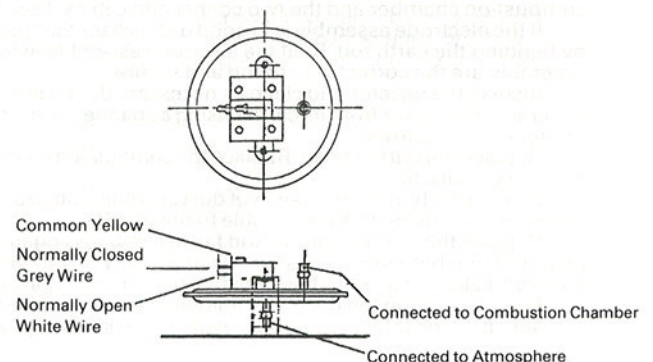 Common Yellow
Normally Closed
Grey Wire
Normally Open
White Wire
Connected to Combustion Chamber
Connected to Atmosphere